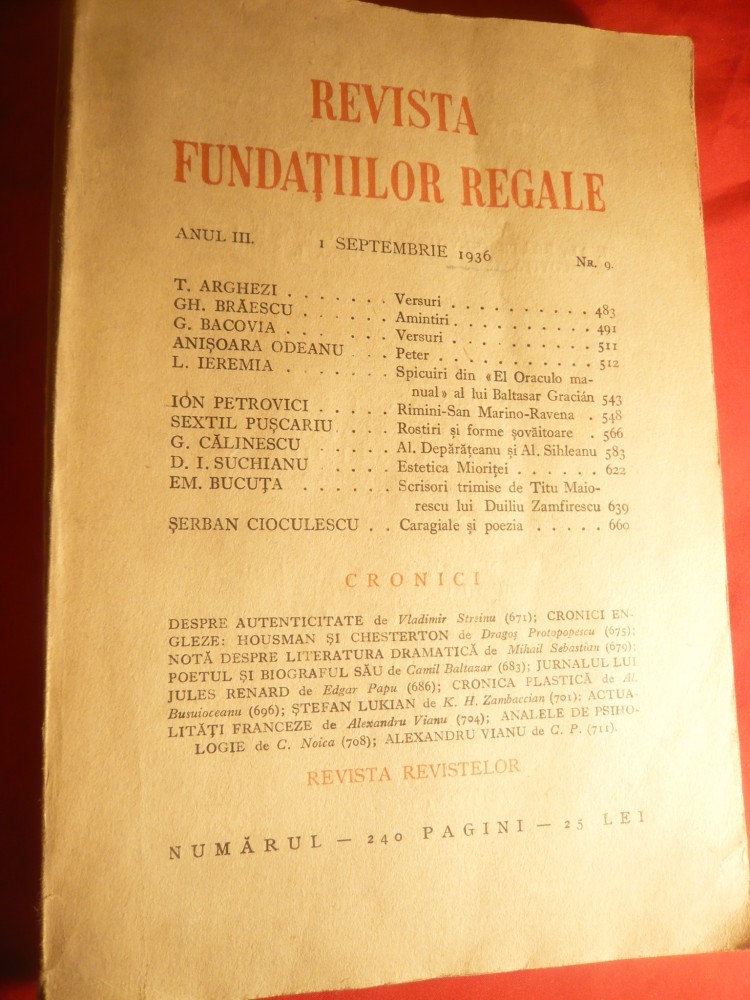 REVISTA
FUNDAȚIILOR REGALE
ANUL III. 1 SEPTEMBRIE 1936 NR. 9.
T. ARGHEZI . . . . . . . Versuri . . . . . . . . . . 483
GH. BRĂESCU . . . . . . Amintiri . . . . . . . . . . 491
G. BACOVIA . . . . . . . Versuri . . . . . . . . . . 511
ANIȘOARA ODEANU . . . Peter . . . . . . . . . . . 512
L. IEREMIA . . . . . . . Spicuiri din «El Oraculo ma-
nual» al lui Baltasar Gracián 543
ION PETROVICI . . . . . Rimini-San Marino-Ravena . 548
SEXTIL PUȘCARIU . . . . Rostiri și forme șovăitoare . 566
G. CĂLINESCU . . . . . Al. Depărățeanu și Al. Sihleanu 583
D. I. SUCHIANU . . . . Estetica Mioriței . . . . . . 622
EM. BUCUȚA . . . . . . Scrisori trimise de Titu Maio-
rescu lui Duiliu Zamfirescu 639
ȘERBAN CIOCULESCU . . Caragiale și poezia . . . . . 660
CRONICI
DESPRE AUTENTICITATE de Vladimir Streinu (671); CRONICI EN-
GLEZE: HOUSMAN ȘI CHESTERTON de Dragoș Protopopescu (675);
NOTĂ DESPRE LITERATURA DRAMATICĂ de Mihail Sebastian (679);
POETUL ȘI BIOGRAFUL SĂU de Camil Baltazar (683); JURNALUL LUI
JULES RENARD de Edgar Papu (686); CRONICA PLASTICĂ de Al.
Busuioceanu (696); ȘTEFAN LUKIAN de K. H. Zambaccian (701); ACTUA-
LITĂȚI FRANCEZE de Alexandru Vianu (704); ANALELE DE PSIHO-
LOGIE de C. Noica (708); ALEXANDRU VIANU de C. P. (711).
REVISTA REVISTELOR
NUMĂRUL — 240 PAGINI — 25 LEI